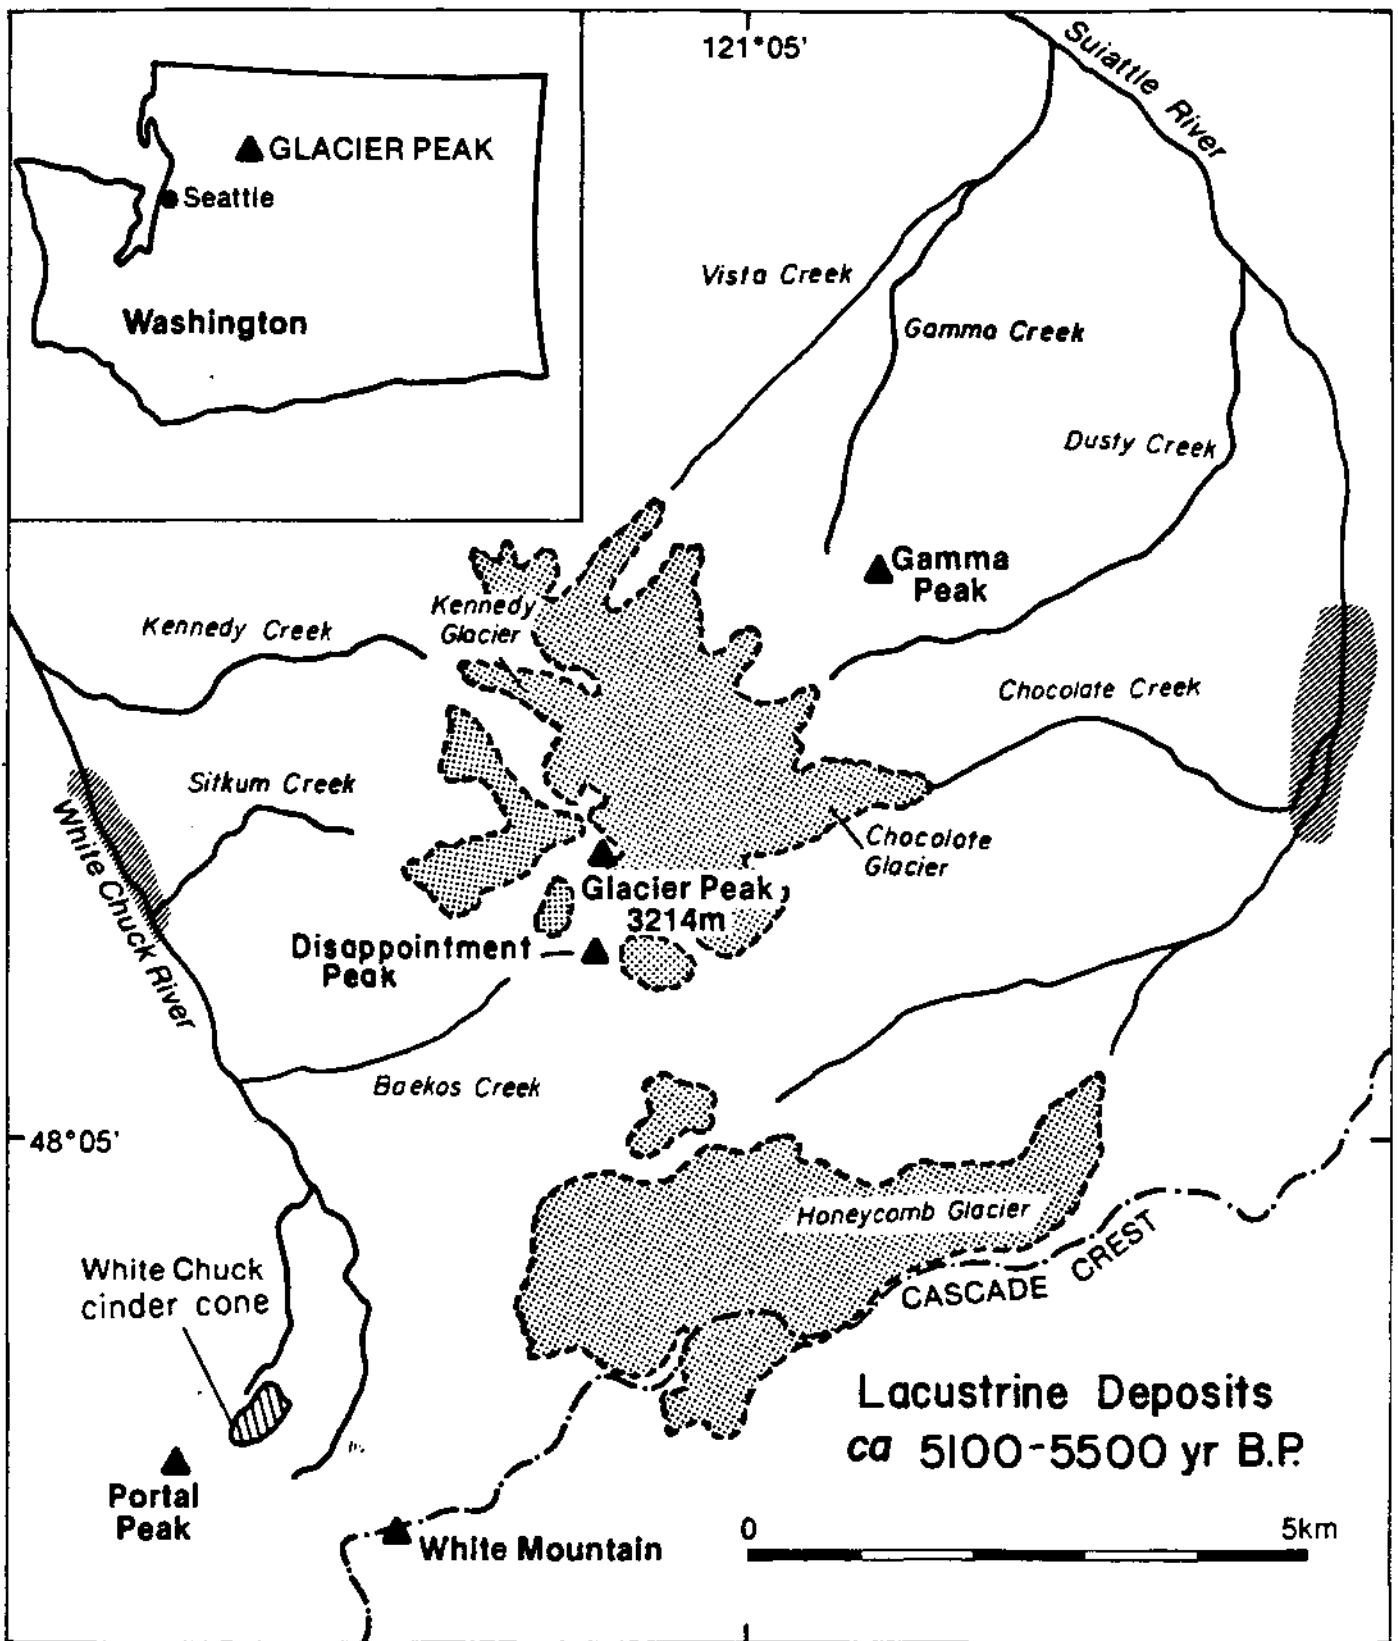 121°05'
Suiattle River
GLACIER PEAK
Seattle
Washington
Vista Creek
Gamma Creek
Dusty Creek
Gamma
Peak
Kennedy
Glacier
Kennedy Creek
Chocolate Creek
Sitkum Creek
White Chuck River
Chocolate
Glacier
Glacier Peak
3214m
Disappointment
Peak
Baekos Creek
48°05'
Honeycomb Glacier
CASCADE CREST
White Chuck
cinder cone
Lacustrine Deposits
ca 5100-5500 yr B.P.
Portal
Peak
White Mountain
0 5km